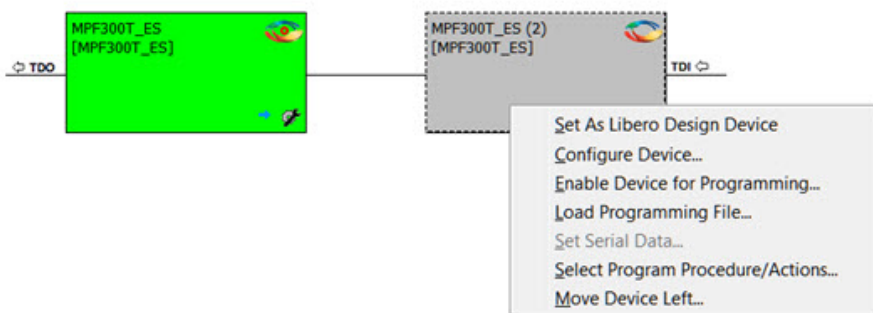 MPF300T_ES
[MPF300T_ES]
MPF300T_ES (2)
[MPF300T_ES]
TDO
TDI
Set As Libero Design Device
Configure Device...
Enable Device for Programming...
Load Programming File...
Set Serial Data...
Select Program Procedure/Actions...
Move Device Left...